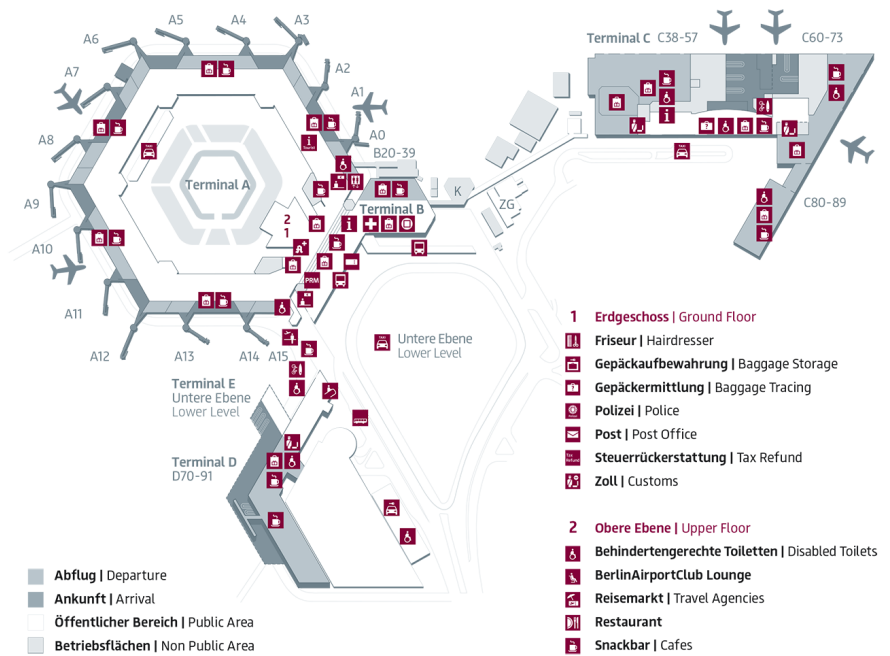 A5
A4
A3
A6
A2
A7
A1
A0
A8
B20-39
A9
A10
A11
A12
A13
A14
A15
Terminal A
2
1
Terminal B
K
ZG
PRM
Terminal C
C38-57
C60-73
C80-89
Untere Ebene
Lower Level
Terminal E
Untere Ebene
Lower Level
Terminal D
D70-91
1 Erdgeschoss | Ground Floor
Friseur | Hairdresser
Gepäckaufbewahrung | Baggage Storage
Gepäckermittlung | Baggage Tracing
Polizei | Police
Post | Post Office
Tax Refund Steuerrückerstattung | Tax Refund
Zoll | Customs
2 Obere Ebene | Upper Floor
Behindertengerechte Toiletten | Disabled Toilets
BerlinAirportClub Lounge
Reisemarkt | Travel Agencies
Restaurant
Snackbar | Cafes
Abflug | Departure
Ankunft | Arrival
Öffentlicher Bereich | Public Area
Betriebsflächen | Non Public Area